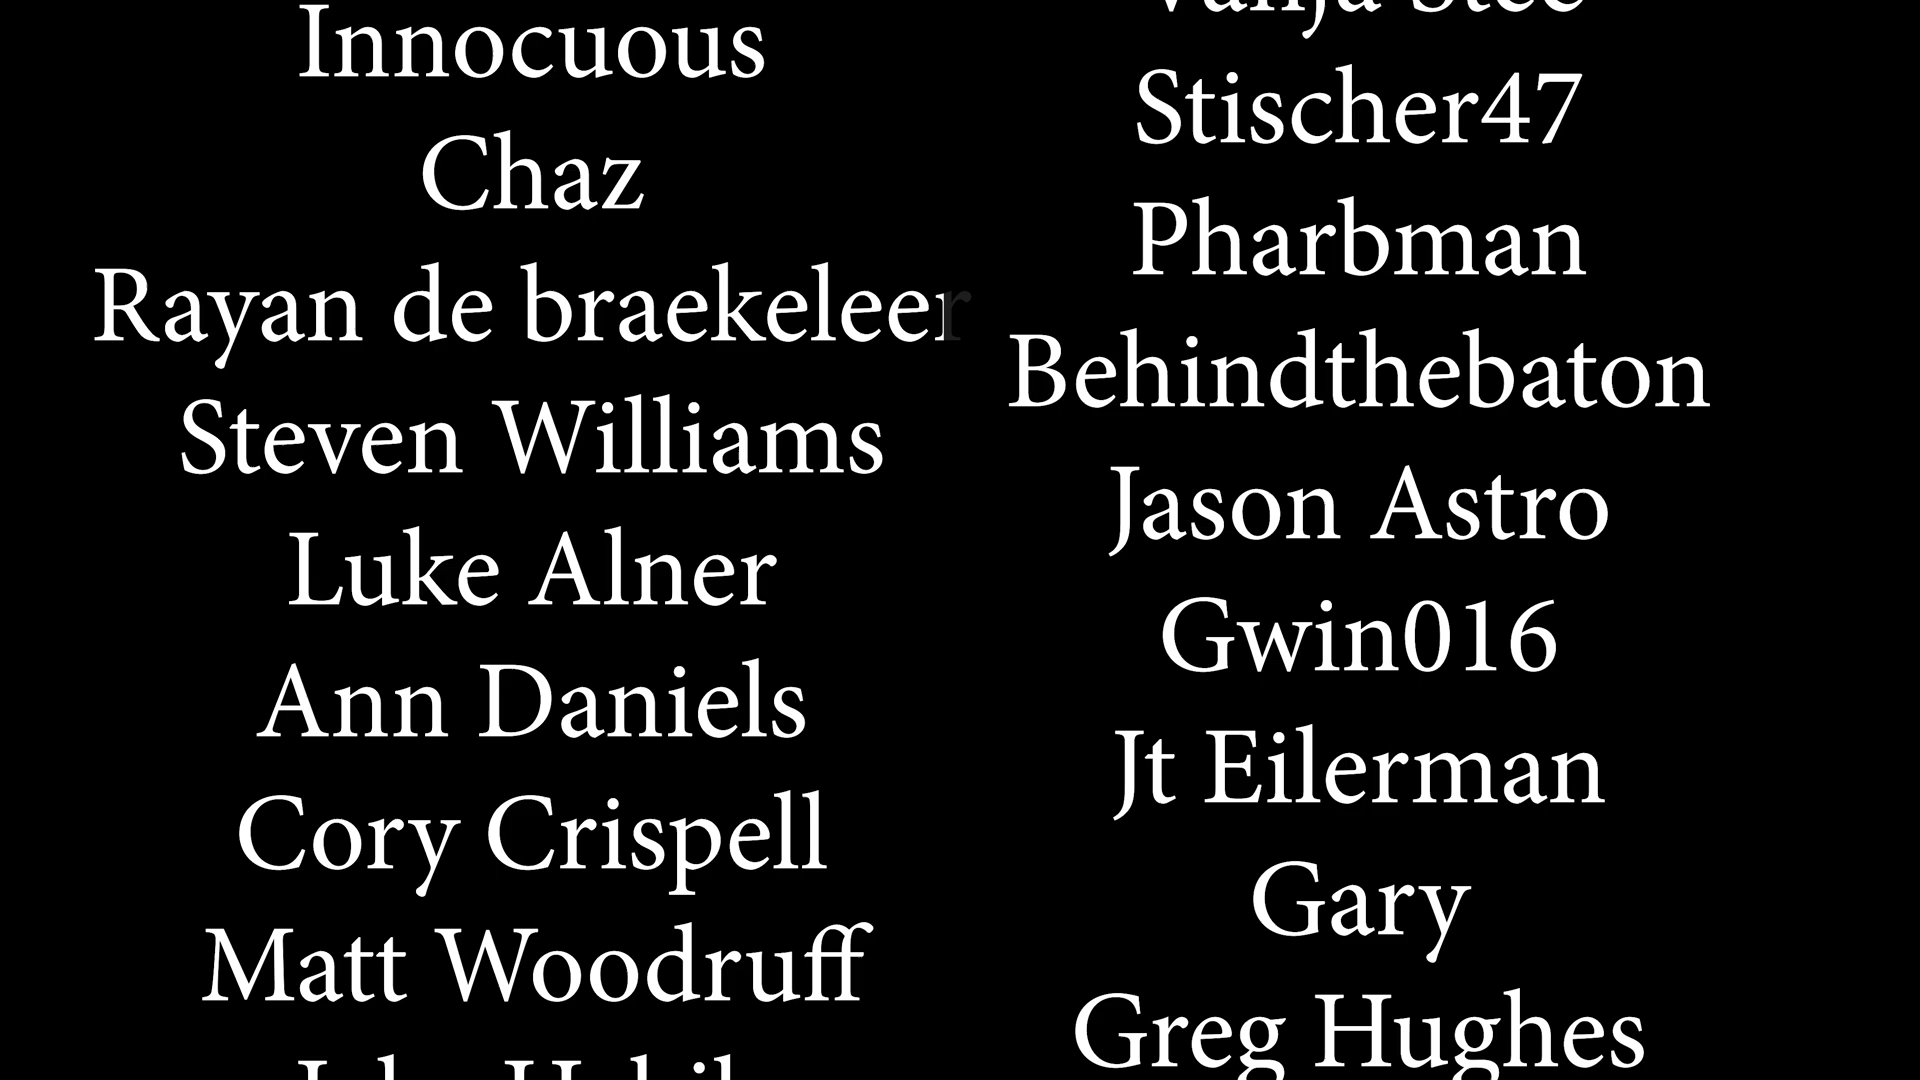 Innocuous
Chaz
Rayan de braekeleer
Steven Williams
Luke Alner
Ann Daniels
Cory Crispell
Matt Woodruff
Stischer47
Pharbman
Behindthebaton
Jason Astro
Gwin016
Jt Eilerman
Gary
Greg Hughes